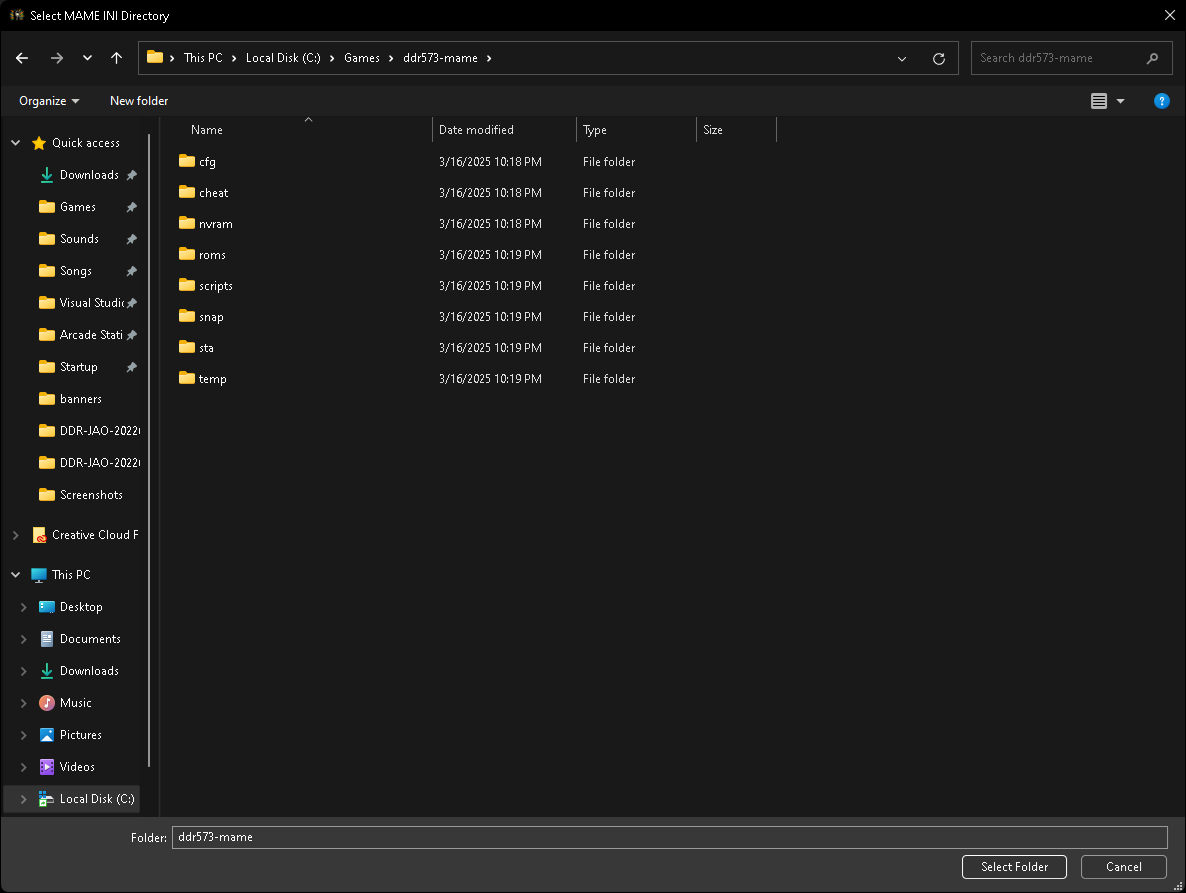 Select MAME INI Directory
This PC Local Disk (C:) Games ddr573-mame
Search ddr573-mame
Organize New folder
?
Name Date modified Type Size
cfg 3/16/2025 10:18 PM File folder
cheat 3/16/2025 10:18 PM File folder
nvram 3/16/2025 10:18 PM File folder
roms 3/16/2025 10:19 PM File folder
scripts 3/16/2025 10:19 PM File folder
snap 3/16/2025 10:19 PM File folder
sta 3/16/2025 10:19 PM File folder
temp 3/16/2025 10:19 PM File folder
Quick access
Downloads
Games
Sounds
Songs
Visual Studio
Arcade Stati
Startup
banners
DDR-JAO-2022
DDR-JAO-2022
Screenshots
Creative Cloud F
This PC
Desktop
Documents
Downloads
Music
Pictures
Videos
Local Disk (C:)
Folder: ddr573-mame
Select Folder Cancel